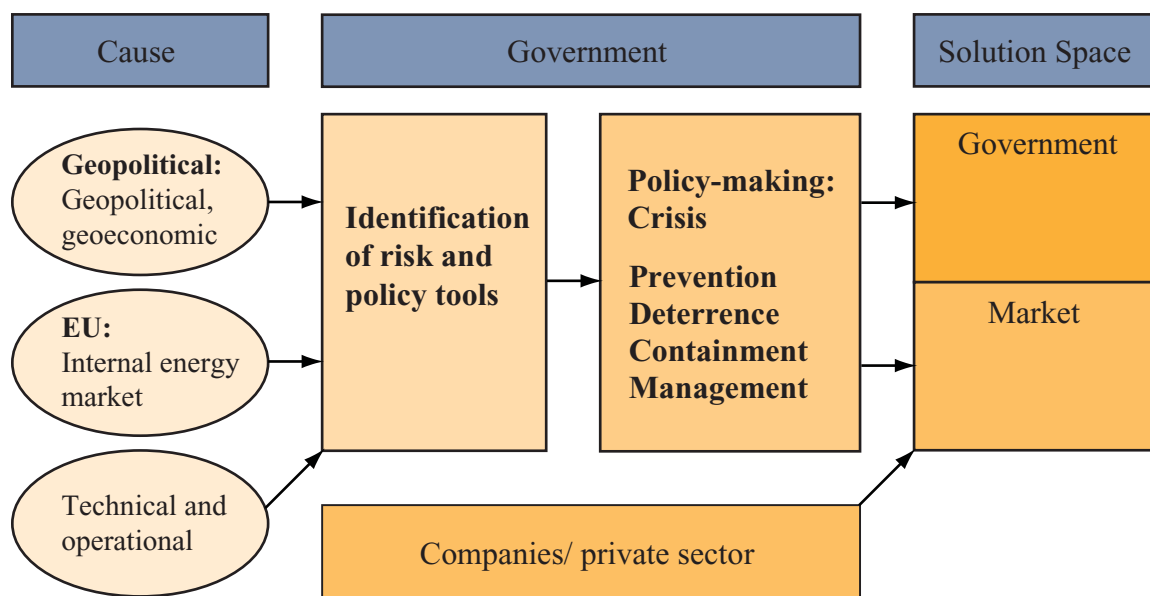 Cause
Government
Solution Space
Geopolitical:
Geopolitical,
geoeconomic
EU:
Internal energy
market
Technical and
operational
Identification
of risk and
policy tools
Policy-making:
Crisis
Prevention
Deterrence
Containment
Management
Government
Market
Companies/ private sector